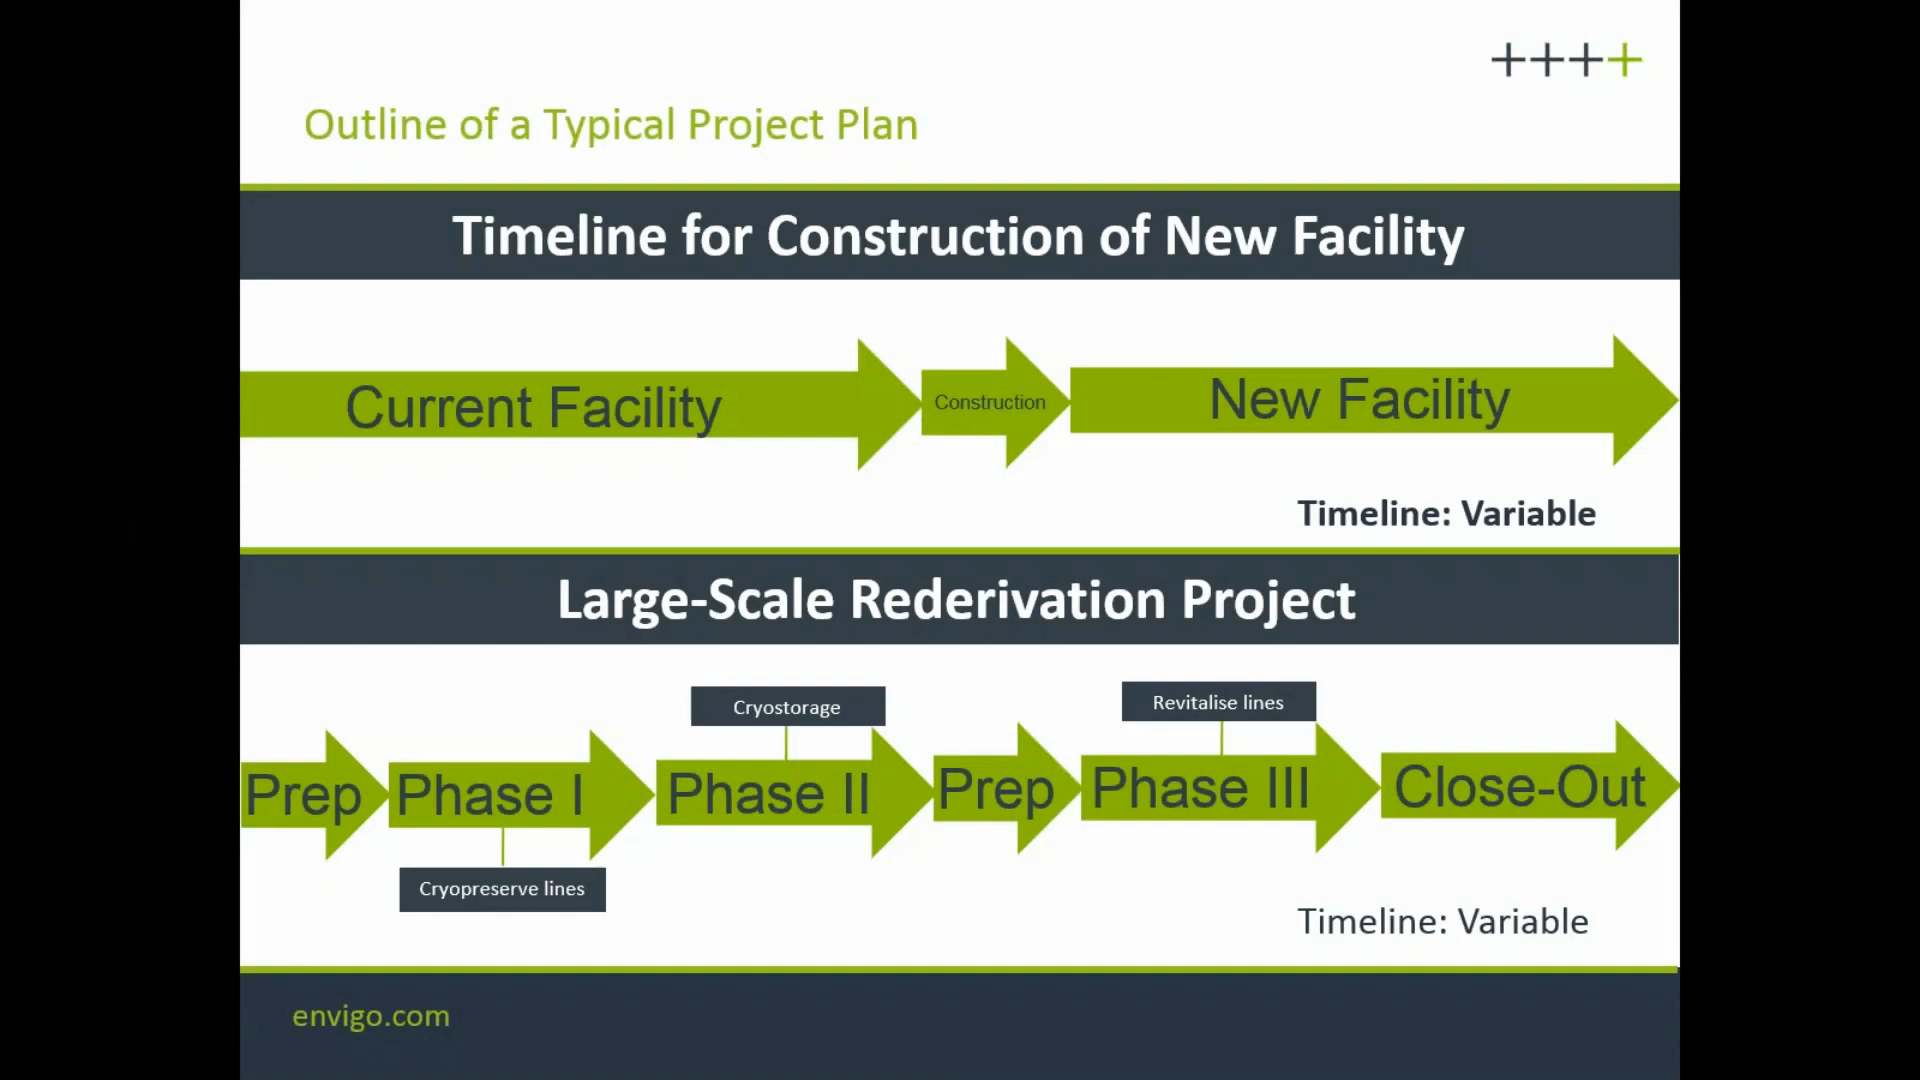 Outline of a Typical Project Plan
Timeline for Construction of New Facility
Current Facility
Construction
New Facility
Timeline: Variable
Large-Scale Rederivation Project
Cryostorage
Revitalise lines
Prep
Phase I
Phase II
Prep
Phase III
Close-Out
Cryopreserve lines
Timeline: Variable
envigo.com